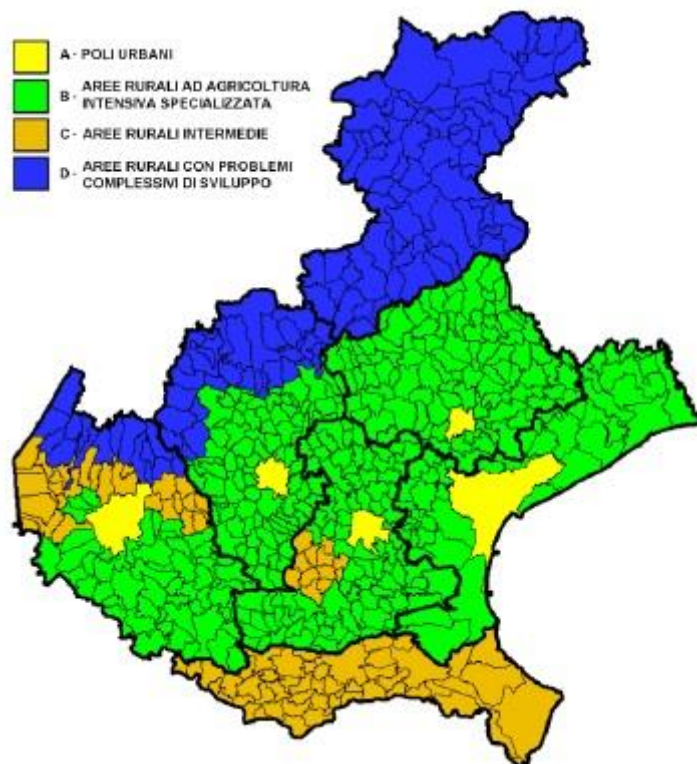 A - POLI URBANI
B - AREE RURALI AD AGRICOLTURA
INTENSIVA SPECIALIZZATA
C - AREE RURALI INTERMEDIE
D - AREE RURALI CON PROBLEMI
COMPLESSIVI DI SVILUPPO